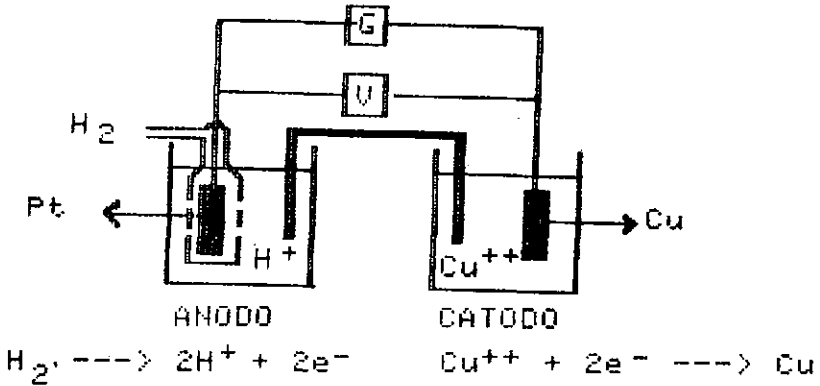 G
V
H₂
Pt
Cu
H⁺
Cu⁺⁺
ANODO
CATODO
H₂. ---> 2H⁺ + 2e⁻
Cu⁺⁺ + 2e⁻ ---> Cu